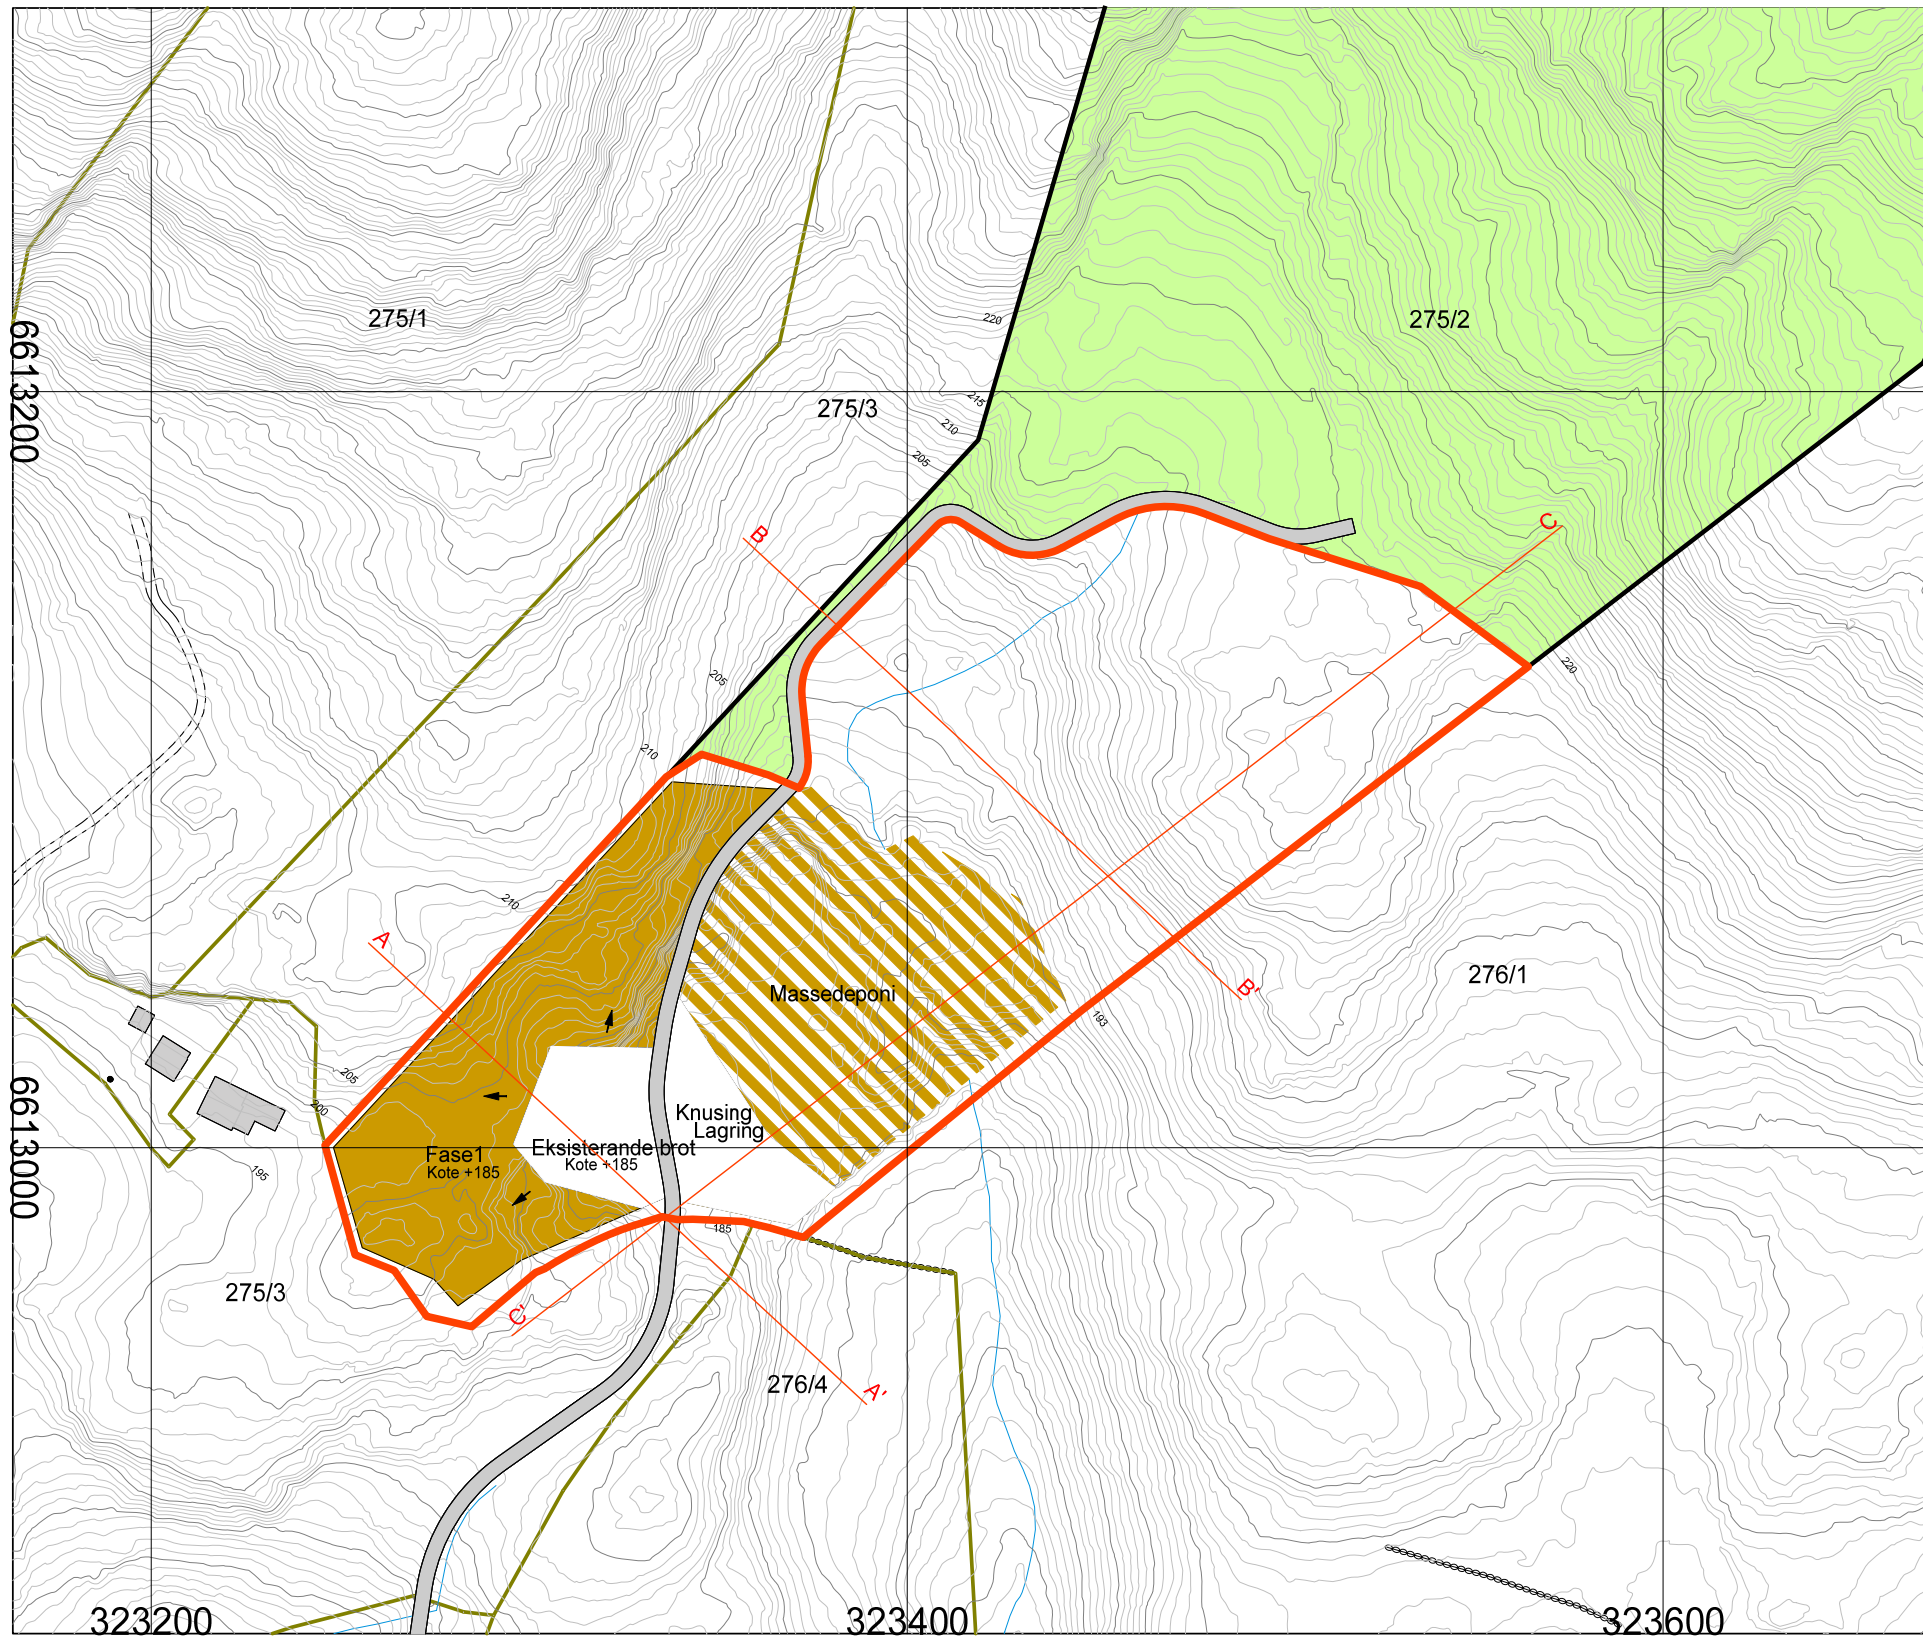 275/1
275/2
220
6613200
215
275/3
210
205
C
B
205
220
210
210
A
276/1
B'
Massedeponi
193
205
200
6613000
Knusing
Lagring
Eksisterande brot
Kote +185
Fase1
Kote +185
195
185
275/3
C'
276/4
A'
323200
323400
323600